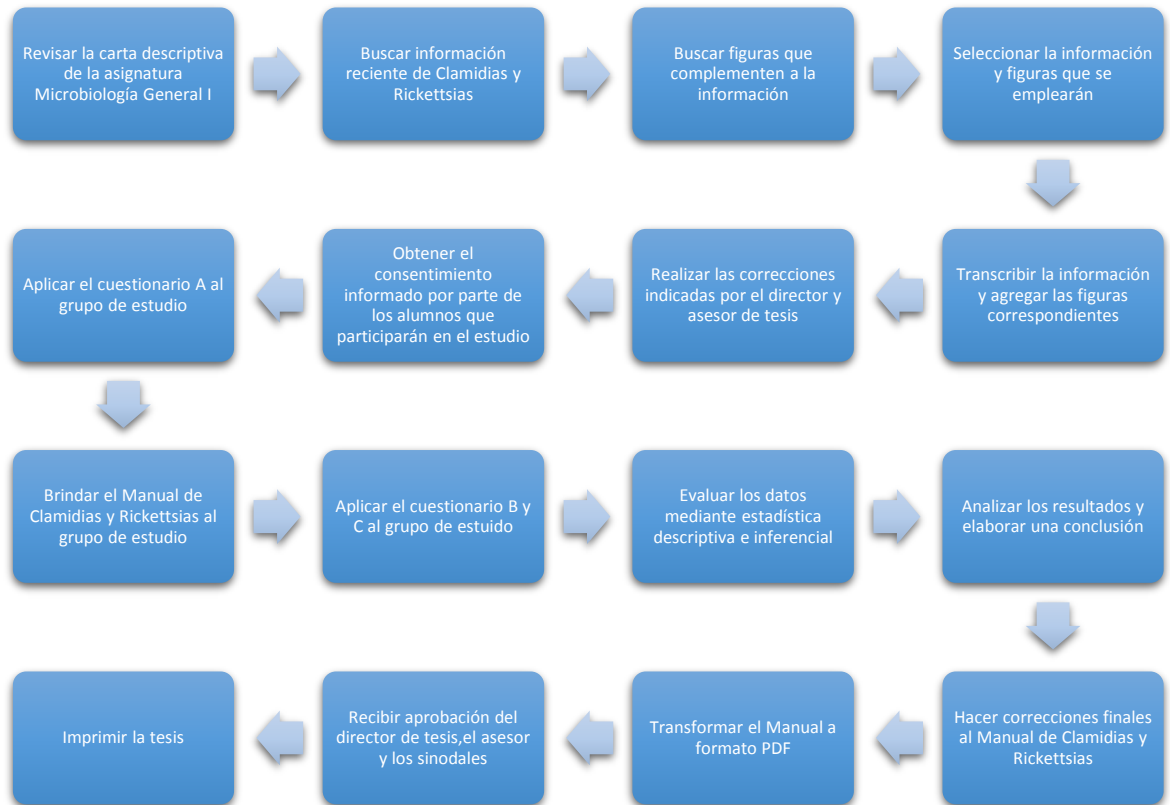 Revisar la carta descriptiva
de la asignatura
Microbiología General I
Buscar información
reciente de Clamidias y
Rickettsias
Buscar figuras que
complementen a la
información
Seleccionar la información
y figuras que se
emplearán
Transcribir la información
y agregar las figuras
correspondientes
Realizar las correcciones
indicadas por el director y
asesor de tesis
Obtener el
consentimiento
informado por parte de
los alumnos que
participarán en el estudio
Aplicar el cuestionario A al
grupo de estudio
Brindar el Manual de
Clamidias y Rickettsias al
grupo de estudio
Aplicar el cuestionario B y
C al grupo de estuido
Evaluar los datos
mediante estadística
descriptiva e inferencial
Analizar los resultados y
elaborar una conclusión
Hacer correcciones finales
al Manual de Clamidias y
Rickettsias
Transformar el Manual a
formato PDF
Recibir aprobación del
director de tesis,el asesor
y los sinodales
Imprimir la tesis